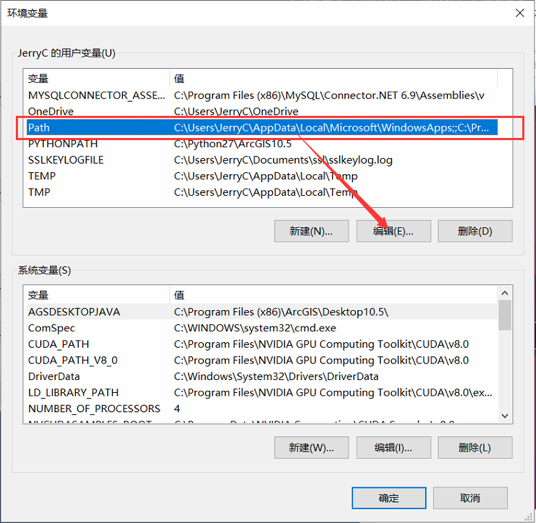 环境变量
JerryC 的用户变量(U)
变量 值
MYSQLCONNECTOR_ASSE... C:\Program Files (x86)\MySQL\Connector.NET 6.9\Assemblies\v
OneDrive C:\Users\JerryC\OneDrive
Path C:\Users\JerryC\AppData\Local\Microsoft\WindowsApps;;C:\Pr...
PYTHONPATH C:\Python27\ArcGIS10.5
SSLKEYLOGFILE C:\Users\JerryC\Documents\ssl\sslkeylog.log
TEMP C:\Users\JerryC\AppData\Local\Temp
TMP C:\Users\JerryC\AppData\Local\Temp
新建(N)... 编辑(E)... 删除(D)
系统变量(S)
变量 值
AGSDESKTOPJAVA C:\Program Files (x86)\ArcGIS\Desktop10.5\
ComSpec C:\WINDOWS\system32\cmd.exe
CUDA_PATH C:\Program Files\NVIDIA GPU Computing Toolkit\CUDA\v8.0
CUDA_PATH_V8_0 C:\Program Files\NVIDIA GPU Computing Toolkit\CUDA\v8.0
DriverData C:\Windows\System32\Drivers\DriverData
LD_LIBRARY_PATH C:\Program Files\NVIDIA GPU Computing Toolkit\CUDA\v8.0\ex...
NUMBER_OF_PROCESSORS 4
新建(W)... 编辑(I)... 删除(L)
确定 取消